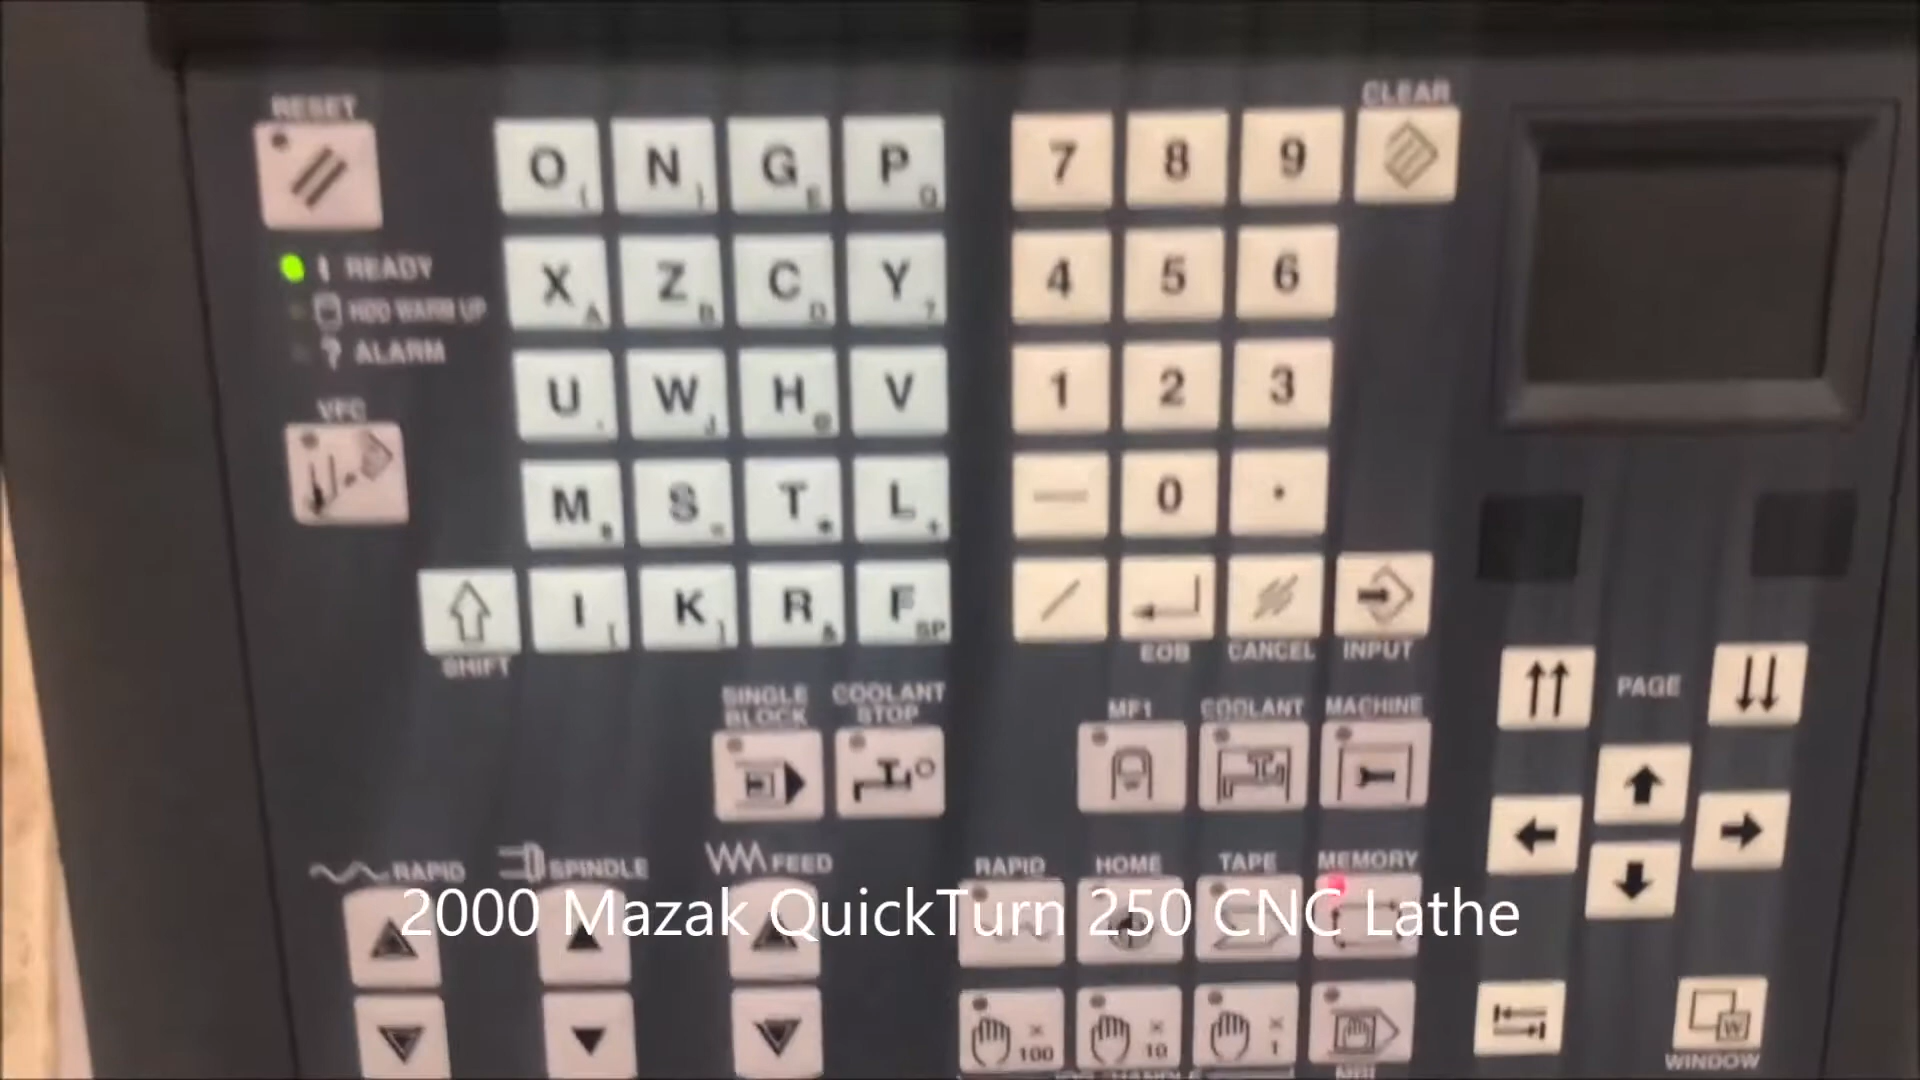 RESET
CLEAR
O N G E P Q
7 8 9
READY
HDD WARM UP
ALARM
X A Z B C D Y ?
4 5 6
VFC
U W J H @ V
1 2 3
M S = T * L +
— 0 .
SHIFT
I [ K ] R & F SP
/
EOB CANCEL INPUT
SINGLE BLOCK
COOLANT STOP
MF1 COOLANT MACHINE
PAGE
RAPID SPINDLE FEED
RAPID HOME TAPE MEMORY
2000 Mazak QuickTurn 250 CNC Lathe
×100 ×10 ×1
W
WINDOW